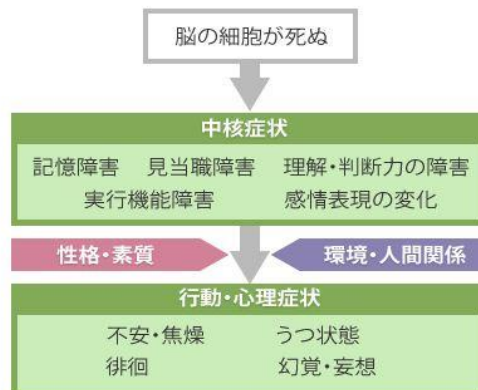 脳の細胞が死ぬ
中核症状
記憶障害 見当職障害 理解・判断力の障害
実行機能障害 感情表現の変化
性格・素質 環境・人間関係
行動・心理症状
不安・焦燥 うつ状態
徘徊 幻覚・妄想